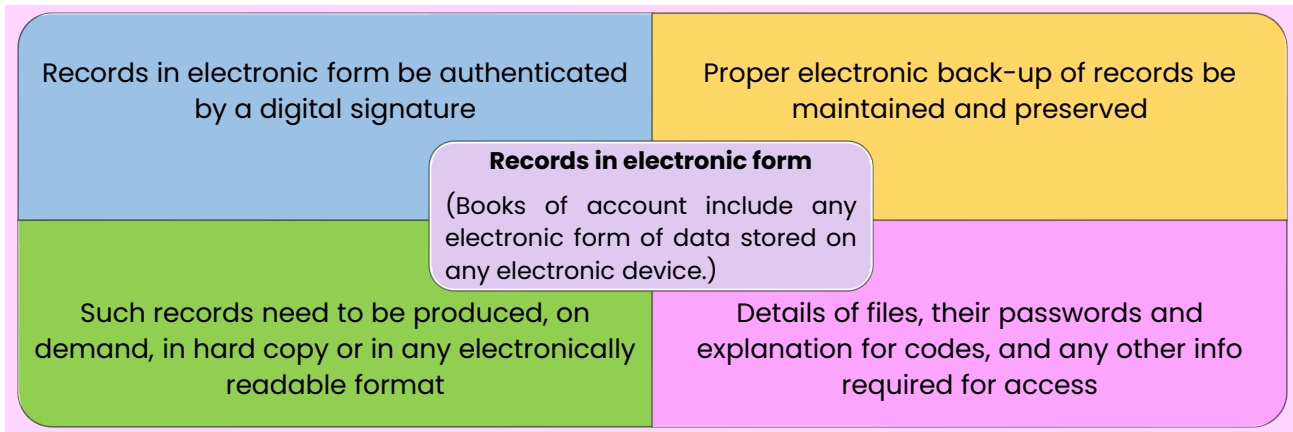 Records in electronic form be authenticated
by a digital signature
Proper electronic back-up of records be
maintained and preserved
Records in electronic form
(Books of account include any
electronic form of data stored on
any electronic device.)
Such records need to be produced, on
demand, in hard copy or in any electronically
readable format
Details of files, their passwords and
explanation for codes, and any other info
required for access